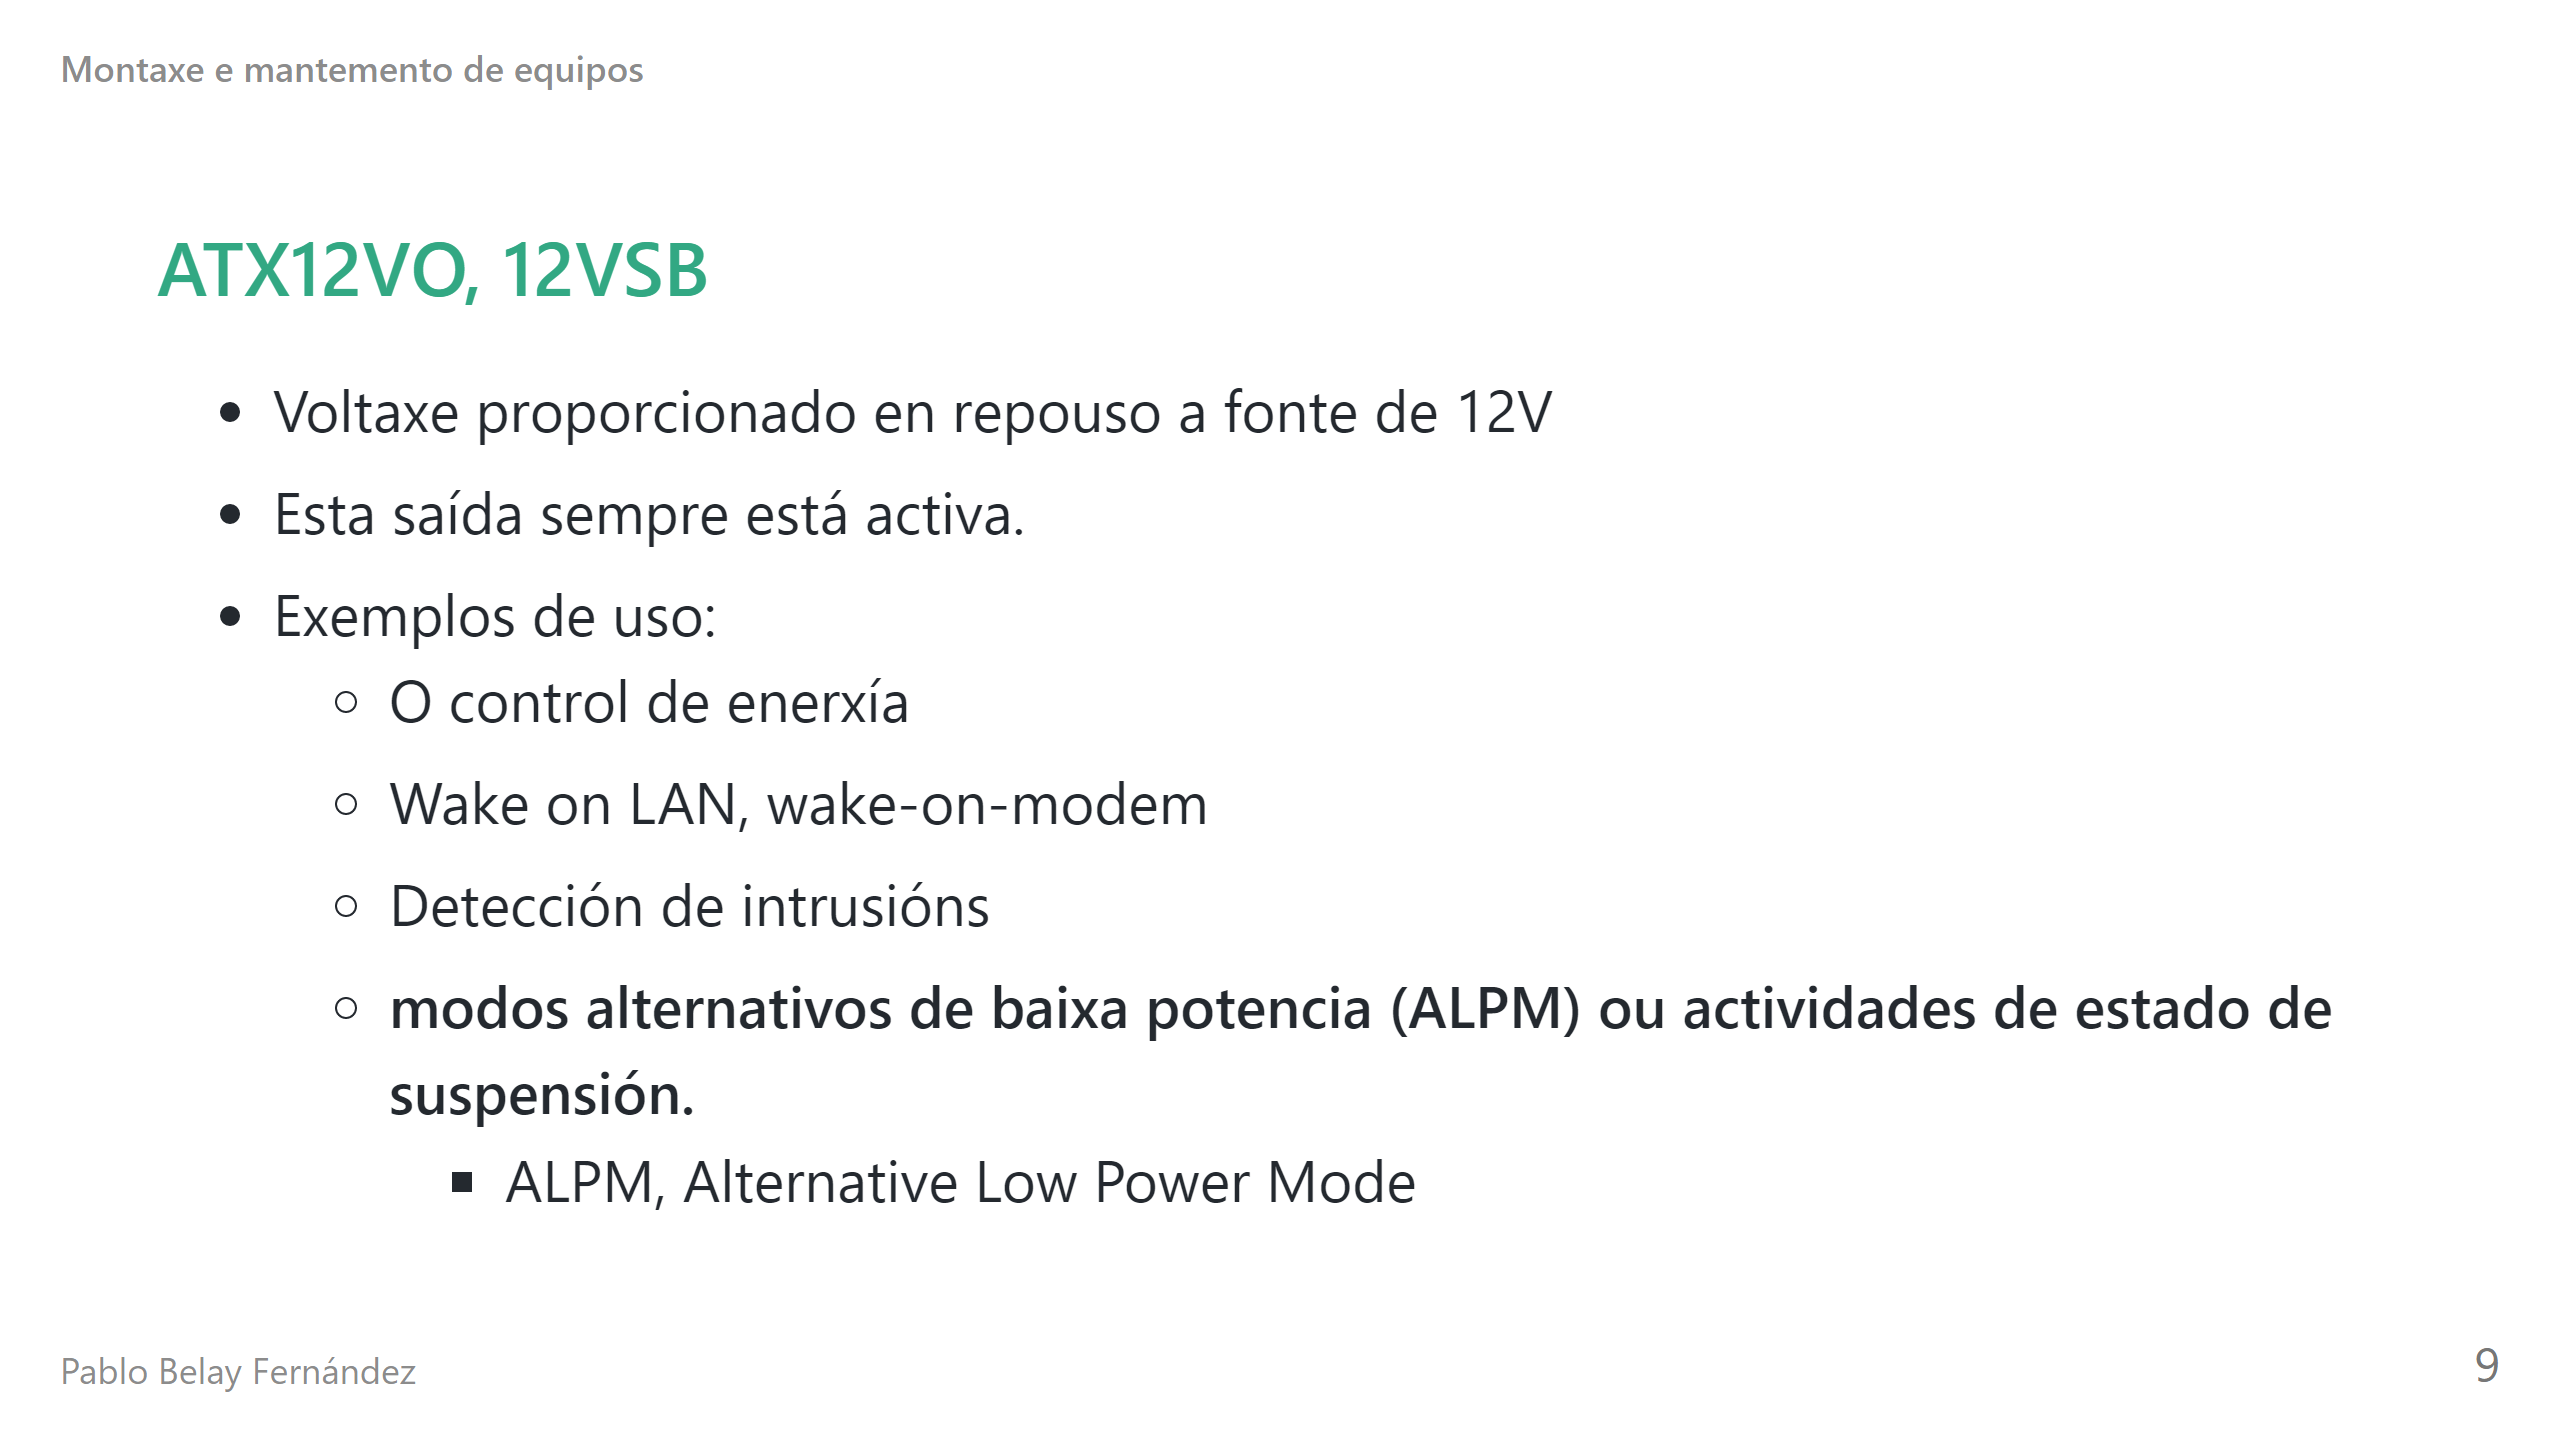 Montaxe e mantemento de equipos
ATX12VO, 12VSB
• Voltaxe proporcionado en repouso a fonte de 12V
• Esta saída sempre está activa.
• Exemplos de uso:
○ O control de enerxía
○ Wake on LAN, wake-on-modem
○ Detección de intrusións
○ modos alternativos de baixa potencia (ALPM) ou actividades de estado de
suspensión.
▪ ALPM, Alternative Low Power Mode
Pablo Belay Fernández
9